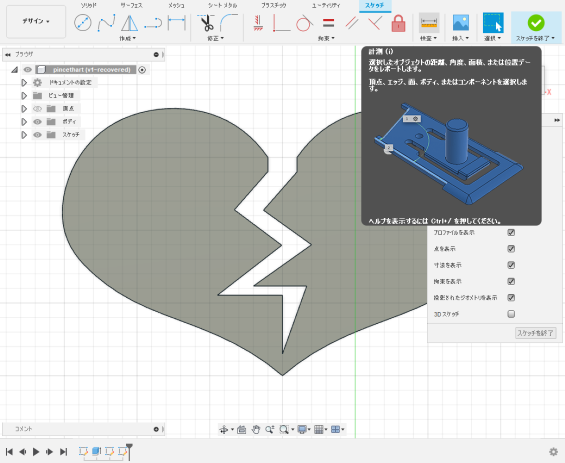 ソリッド サーフェス メッシュ シート メタル プラスチック ユーティリティ スケッチ
デザイン
作成 修正 拘束 検査 挿入 選択 スケッチを終了
ブラウザ
pincethart (v1-recovered)
ドキュメントの設定
ビュー管理
原点
ボディ
スケッチ
計測 (i)
選択したオブジェクトの距離、角度、面積、または位置デー
タをレポートします。
頂点、エッジ、面、ボディ、またはコンポーネントを選択しま
す。
ヘルプを表示するには Ctrl+/ を押してください。
X
プロファイルを表示
点を表示
寸法を表示
拘束を表示
投影されたジオメトリを表示
3D スケッチ
スケッチを終了
コメント